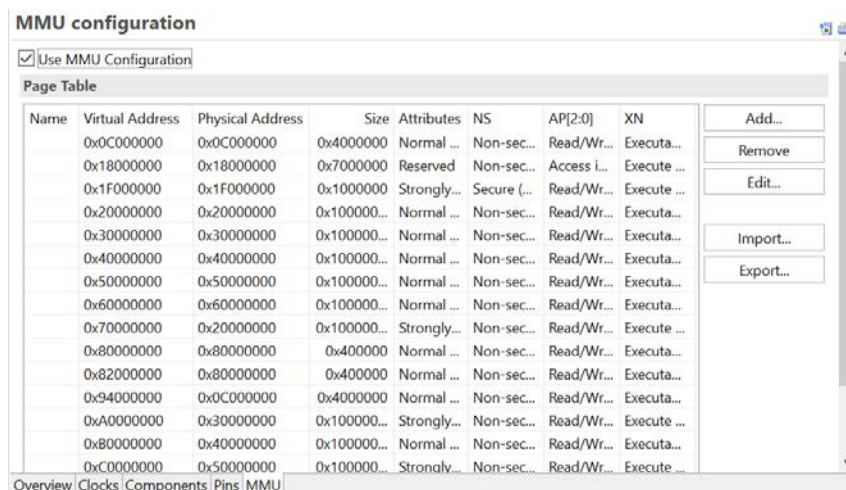 MMU configuration
Use MMU Configuration
Page Table
Name Virtual Address Physical Address Size Attributes NS AP[2:0] XN
0x0C000000 0x0C000000 0x4000000 Normal ... Non-sec... Read/Wr... Executa...
0x18000000 0x18000000 0x7000000 Reserved Non-sec... Access i... Execute ...
0x1F000000 0x1F000000 0x1000000 Strongly... Secure (... Read/Wr... Execute ...
0x20000000 0x20000000 0x100000... Normal ... Non-sec... Read/Wr... Executa...
0x30000000 0x30000000 0x100000... Normal ... Non-sec... Read/Wr... Executa...
0x40000000 0x40000000 0x100000... Normal ... Non-sec... Read/Wr... Executa...
0x50000000 0x50000000 0x100000... Normal ... Non-sec... Read/Wr... Executa...
0x60000000 0x60000000 0x100000... Normal ... Non-sec... Read/Wr... Executa...
0x70000000 0x20000000 0x100000... Strongly... Non-sec... Read/Wr... Execute ...
0x80000000 0x80000000 0x400000 Normal ... Non-sec... Read/Wr... Executa...
0x82000000 0x80000000 0x400000 Normal ... Non-sec... Read/Wr... Executa...
0x94000000 0x0C000000 0x4000000 Normal ... Non-sec... Read/Wr... Executa...
0xA0000000 0x30000000 0x100000... Strongly... Non-sec... Read/Wr... Execute ...
0xB0000000 0x40000000 0x100000... Normal ... Non-sec... Read/Wr... Executa...
0xC0000000 0x50000000 0x100000... Strongly... Non-sec... Read/Wr... Execute ...
Add...
Remove
Edit...
Import...
Export...
Overview Clocks Components Pins MMU